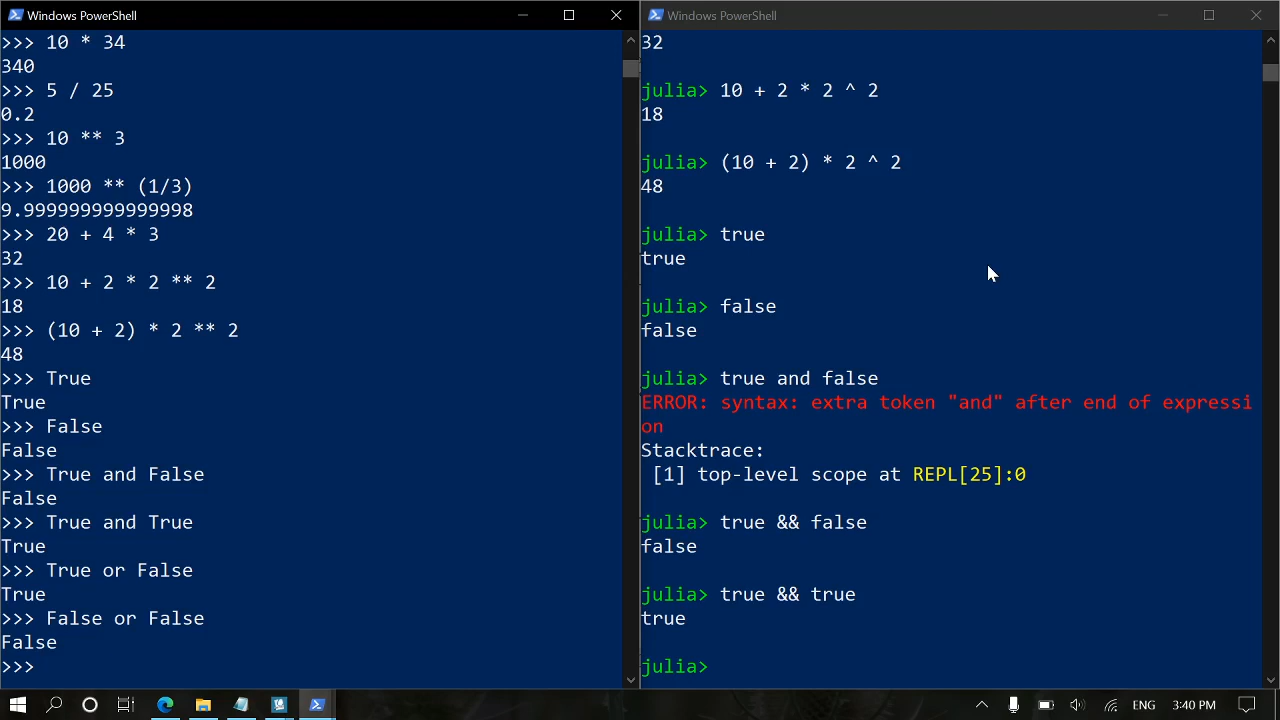 Windows PowerShell
>>> 10 * 34
340
>>> 5 / 25
0.2
>>> 10 ** 3
1000
>>> 1000 ** (1/3)
9.999999999999998
>>> 20 + 4 * 3
32
>>> 10 + 2 * 2 ** 2
18
>>> (10 + 2) * 2 ** 2
48
>>> True
True
>>> False
False
>>> True and False
False
>>> True and True
True
>>> True or False
True
>>> False or False
False
>>>
Windows PowerShell
32
julia> 10 + 2 * 2 ^ 2
18
julia> (10 + 2) * 2 ^ 2
48
julia> true
true
julia> false
false
julia> true and false
ERROR: syntax: extra token "and" after end of expressi
on
Stacktrace:
[1] top-level scope at REPL[25]:0
julia> true && false
false
julia> true && true
true
julia>
ENG
3:40 PM